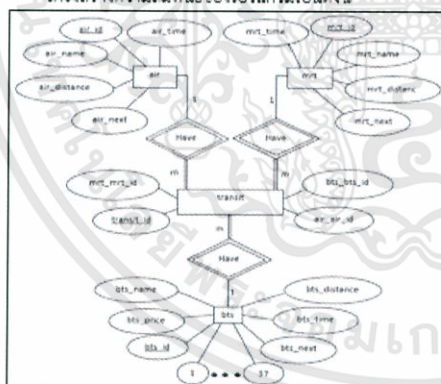 air_id
air_time
mrt_time
mrt_id
air_name
mrt_name
air
mrt
air_distance
mrt_distanc
air_next
mrt_next
1
1
Have
Have
m
m
mrt_mrt_id
bts_bts_id
transit
transit_id
air_air_id
m
Have
bts_name
bts_distance
1
bts_price
bts
bts_time
bts_id
bts_next
1
37